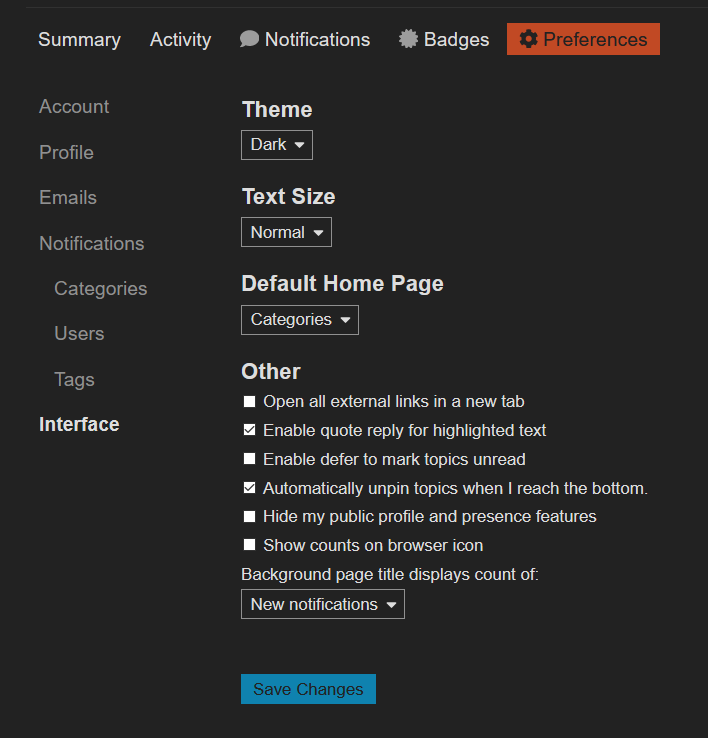 Summary Activity Notifications Badges Preferences
Account
Profile
Emails
Notifications
Categories
Users
Tags
Interface
Theme
Dark
Text Size
Normal
Default Home Page
Categories
Other
Open all external links in a new tab
Enable quote reply for highlighted text
Enable defer to mark topics unread
Automatically unpin topics when I reach the bottom.
Hide my public profile and presence features
Show counts on browser icon
Background page title displays count of:
New notifications
Save Changes